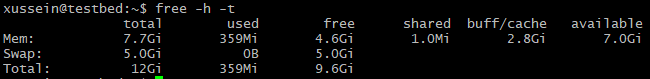 xussein@testbed:~$ free -h -t
              total        used        free      shared  buff/cache   available
Mem:          7.7Gi       359Mi       4.6Gi       1.0Mi       2.8Gi       7.0Gi
Swap:         5.0Gi          0B       5.0Gi
Total:         12Gi       359Mi       9.6Gi